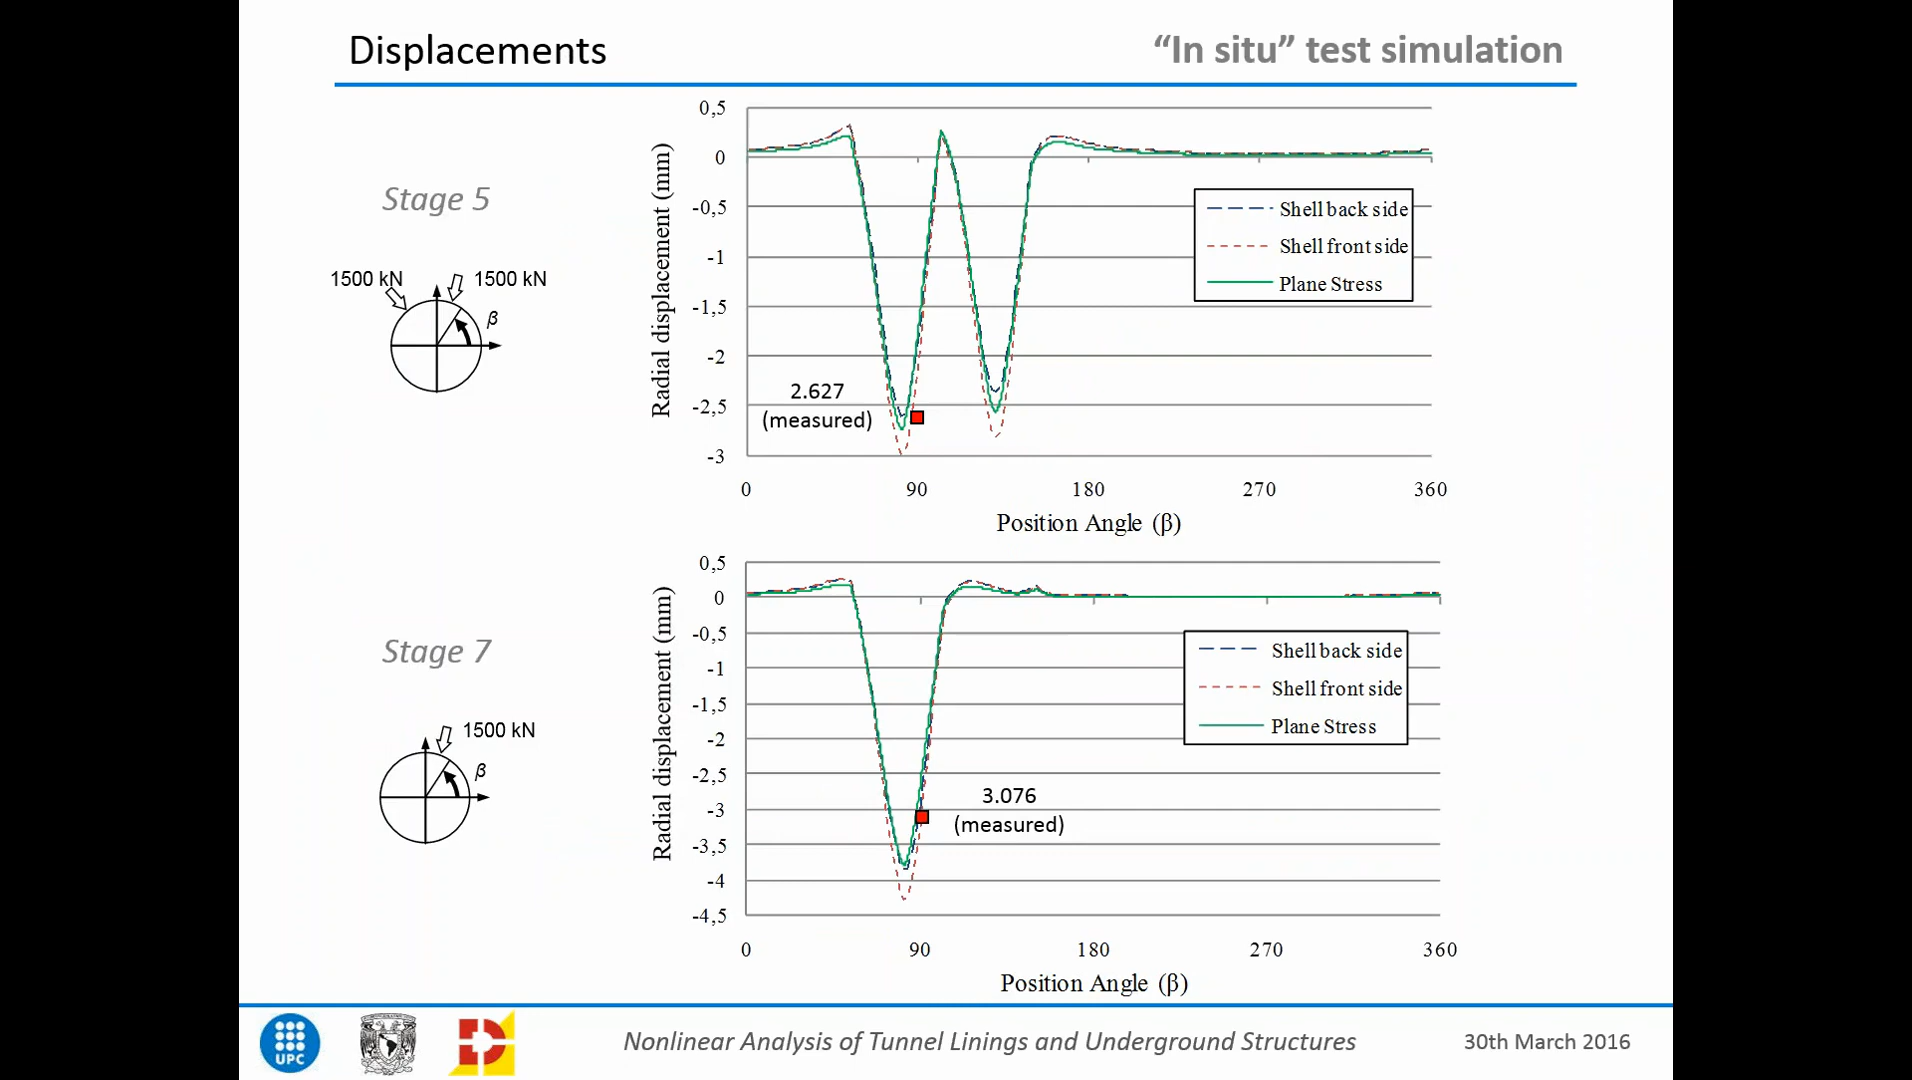 Displacements
“In situ” test simulation
Stage 5
1500 kN
1500 kN
β
Radial displacement (mm)
0,5
0
-0,5
-1
-1,5
-2
-2,5
-3
2.627
(measured)
Shell back side
Shell front side
Plane Stress
0 90 180 270 360
Position Angle (β)
Stage 7
1500 kN
β
Radial displacement (mm)
0,5
0
-0,5
-1
-1,5
-2
-2,5
-3
-3,5
-4
-4,5
3.076
(measured)
Shell back side
Shell front side
Plane Stress
0 90 180 270 360
Position Angle (β)
UPC
Nonlinear Analysis of Tunnel Linings and Underground Structures
30th March 2016